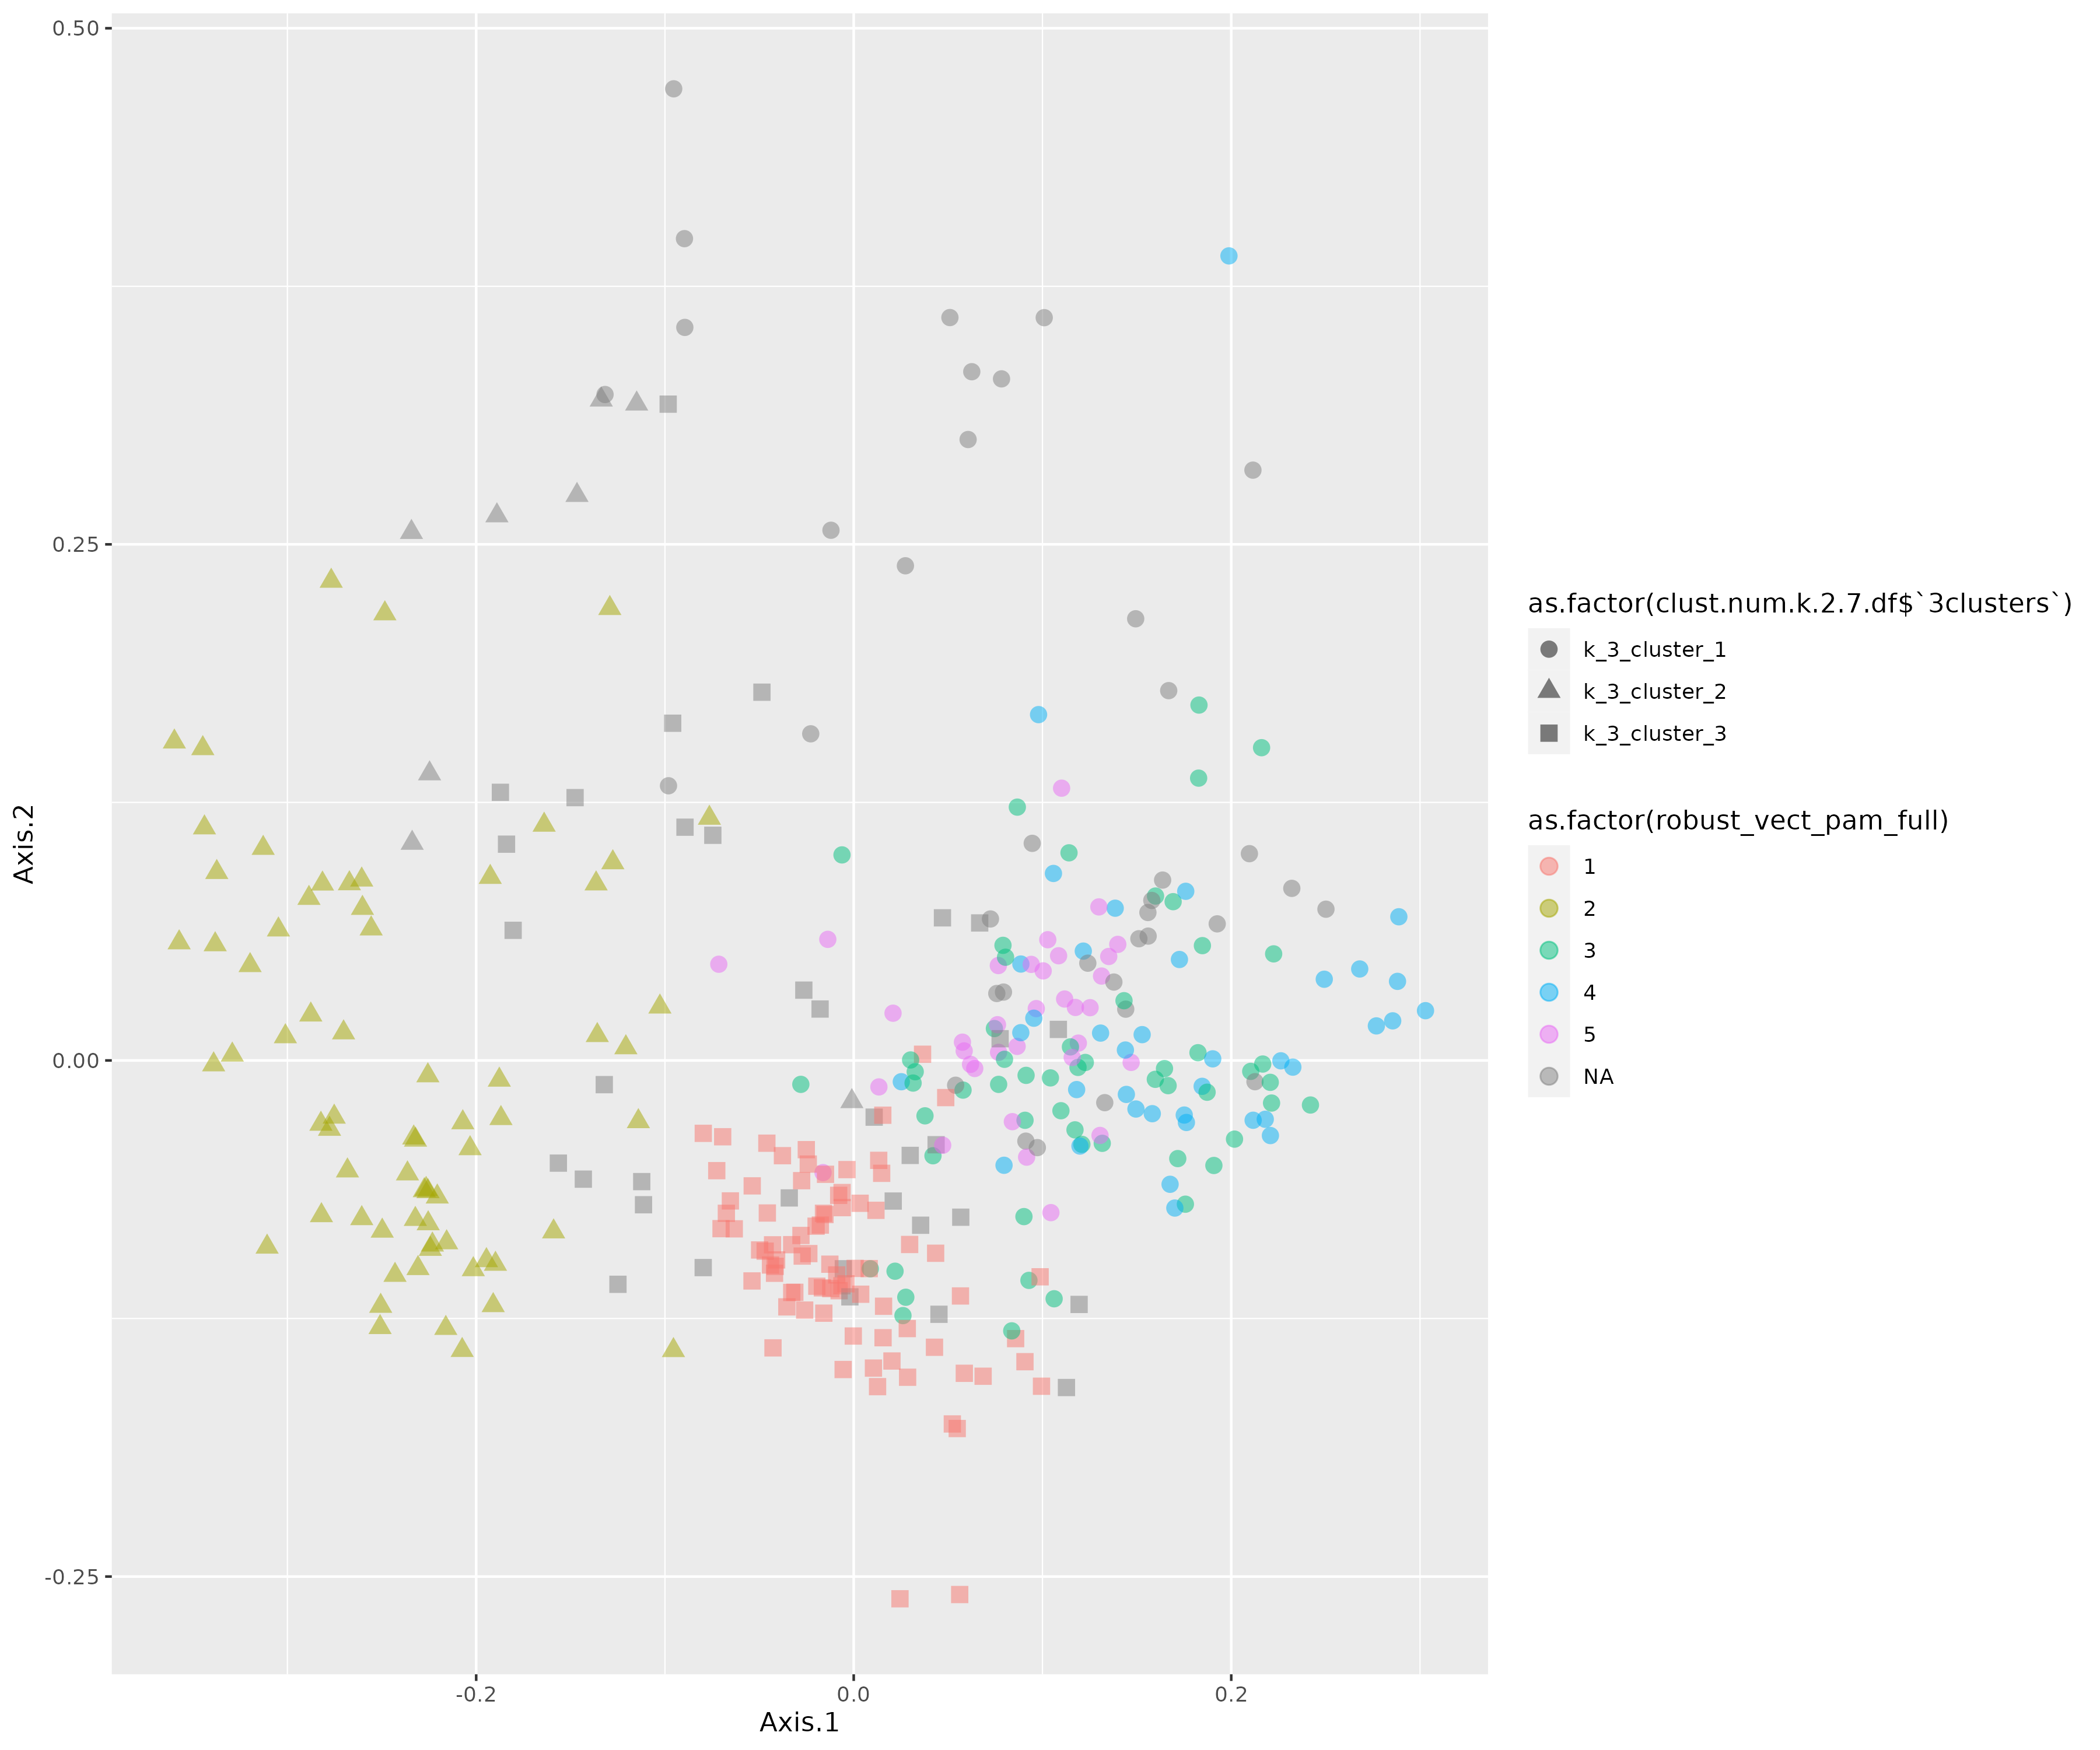 0.50
0.25
0.00
-0.25
Axis.2
-0.2
0.0
0.2
Axis.1
as.factor(clust.num.k.2.7.df$`3clusters`)
k_3_cluster_1
k_3_cluster_2
k_3_cluster_3
as.factor(robust_vect_pam_full)
1
2
3
4
5
NA